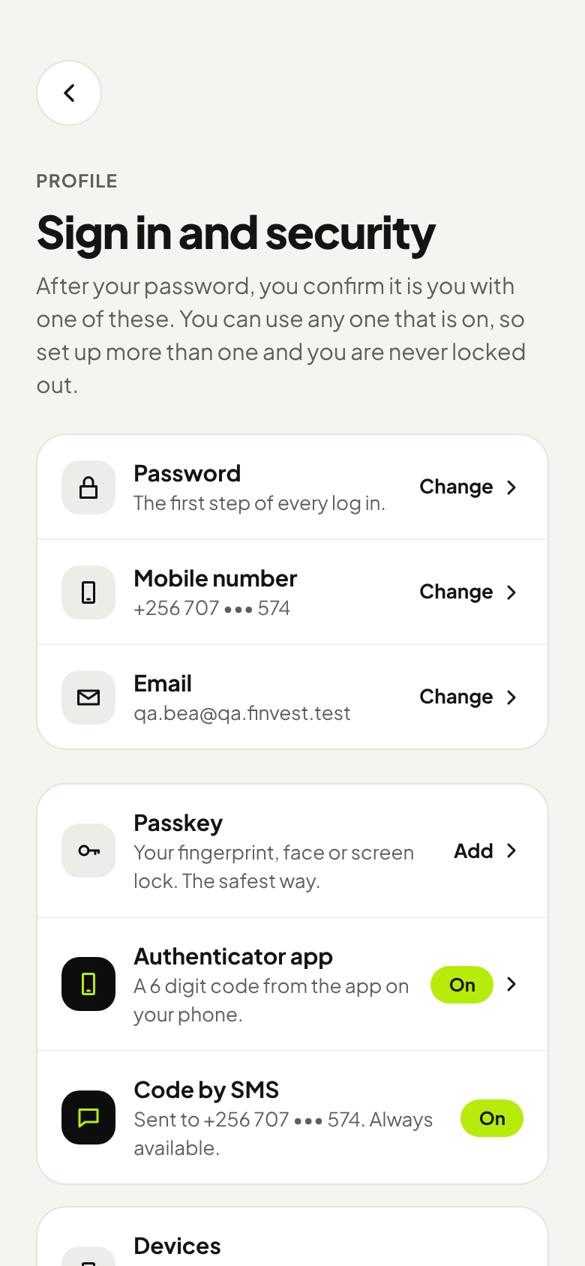 PROFILE
Sign in and security
After your password, you confirm it is you with
one of these. You can use any one that is on, so
set up more than one and you are never locked
out.
Password
The first step of every log in.
Change
Mobile number
+256 707 ••• 574
Change
Email
qa.bea@qa.finvest.test
Change
Passkey
Your fingerprint, face or screen
lock. The safest way.
Add
Authenticator app
A 6 digit code from the app on
your phone.
On
Code by SMS
Sent to +256 707 ••• 574. Always
available.
On
Devices